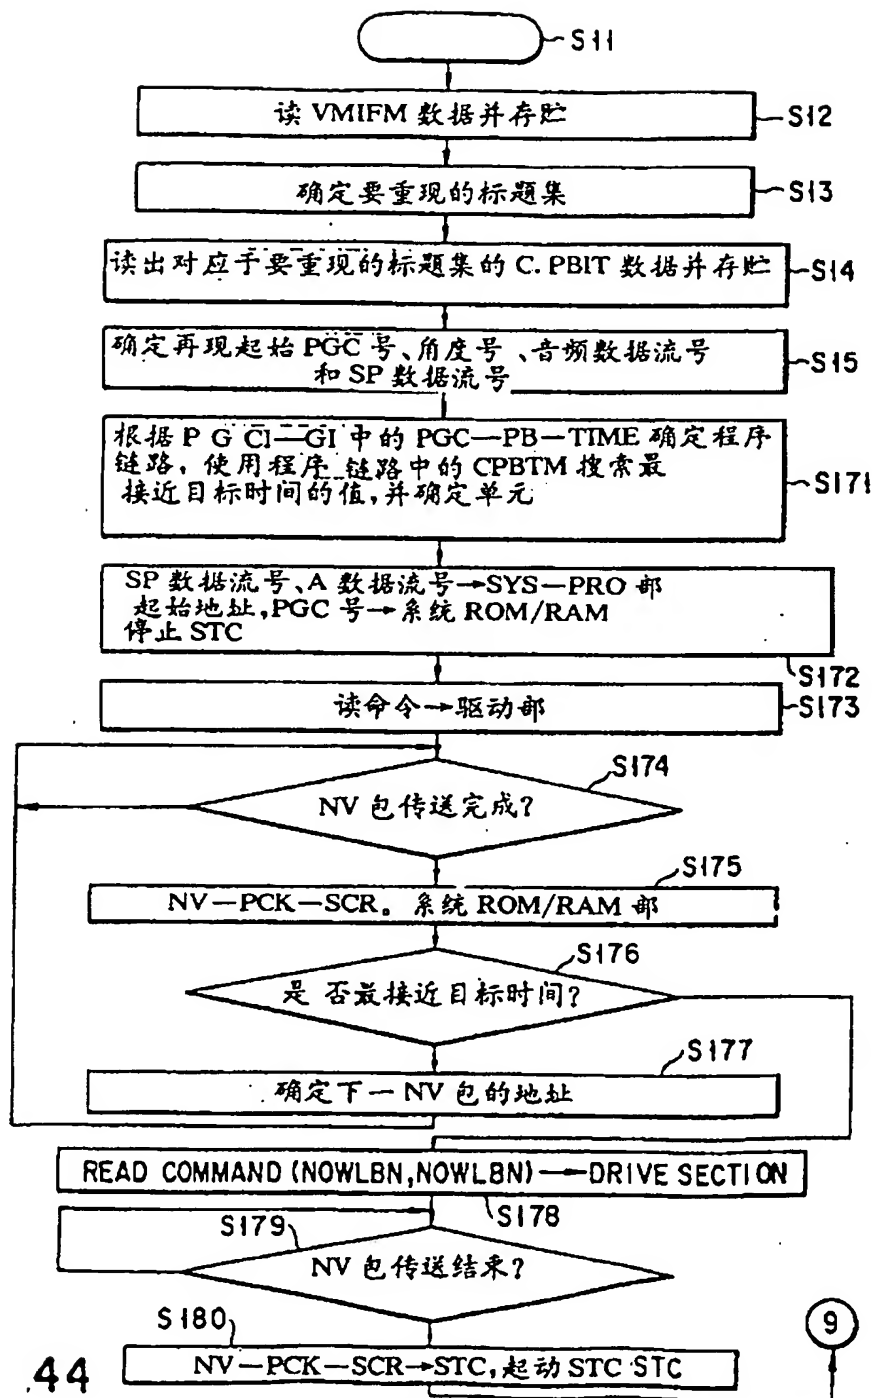 S11
读 VMIFM 数据并存贮
S12
确定要重现的标题集
S13
读出对应于要重现的标题集的 C. PBIT 数据并存贮
S14
确定再现起始 PGC 号、角度号、音频数据流号
和 SP 数据流号
S15
根据 P G CI—GI 中的 PGC—PB—TIME 确定程序
链路, 使用程序 链路中的 CPBTM 搜索最
接近目标时间的值,并确定单元
S171
SP 数据流号、A 数据流号→SYS—PRO 部
起始地址,PGC 号→系统 ROM/RAM
停止 STC
S172
读命令→驱动部
S173
S174
NV 包传送完成?
S175
NV—PCK—SCR。系统 ROM/RAM 部
S176
是 否最接近目标时间?
S177
确定下一 NV 包的地址
READ COMMAND (NOWLBN,NOWLBN)→DRIVE SECTION
S178
S179
NV 包传送结束?
S180
9
NV—PCK—SCR→STC,起动 STC STC
.44